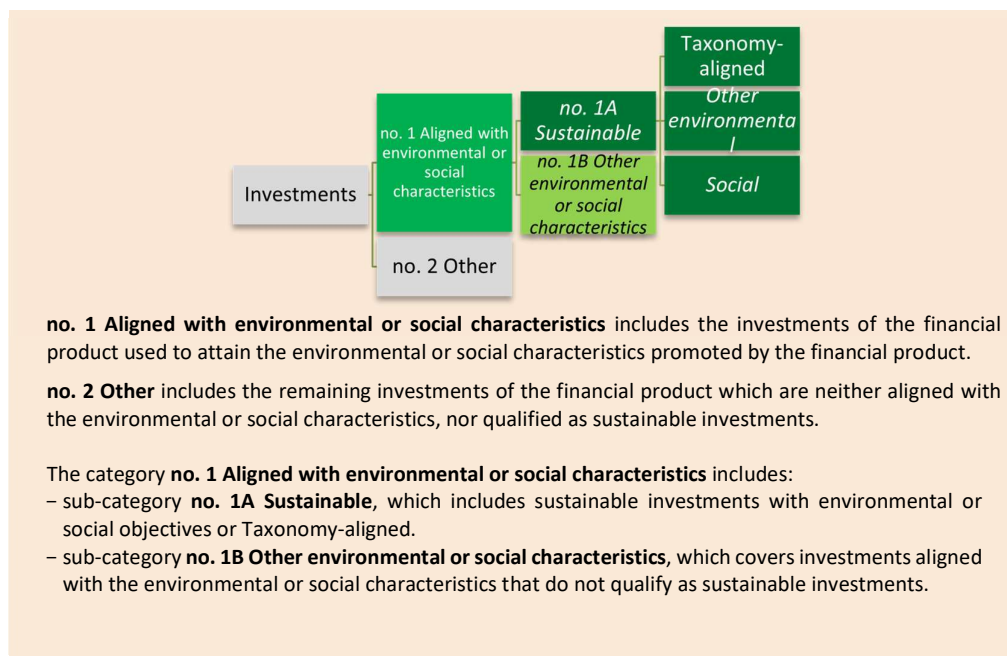 Taxonomy-
aligned
no. 1A
Sustainable
Other
environmenta
l
no. 1 Aligned with
environmental or
social
characteristics
no. 1B Other
environmental
or social
characteristics
Social
Investments
no. 2 Other
no. 1 Aligned with environmental or social characteristics includes the investments of the financial
product used to attain the environmental or social characteristics promoted by the financial product.
no. 2 Other includes the remaining investments of the financial product which are neither aligned with
the environmental or social characteristics, nor qualified as sustainable investments.
The category no. 1 Aligned with environmental or social characteristics includes:
– sub-category no. 1A Sustainable, which includes sustainable investments with environmental or
social objectives or Taxonomy-aligned.
– sub-category no. 1B Other environmental or social characteristics, which covers investments aligned
with the environmental or social characteristics that do not qualify as sustainable investments.